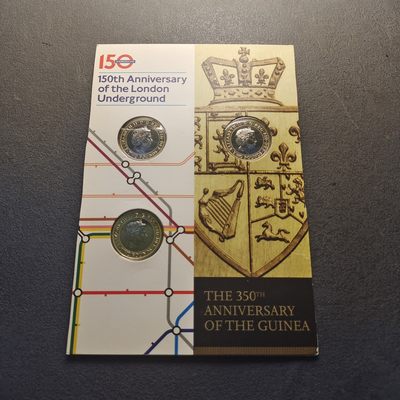 150
150th Anniversary
of the London
Underground
THE 350TH
ANNIVERSARY
OF THE GUINEA